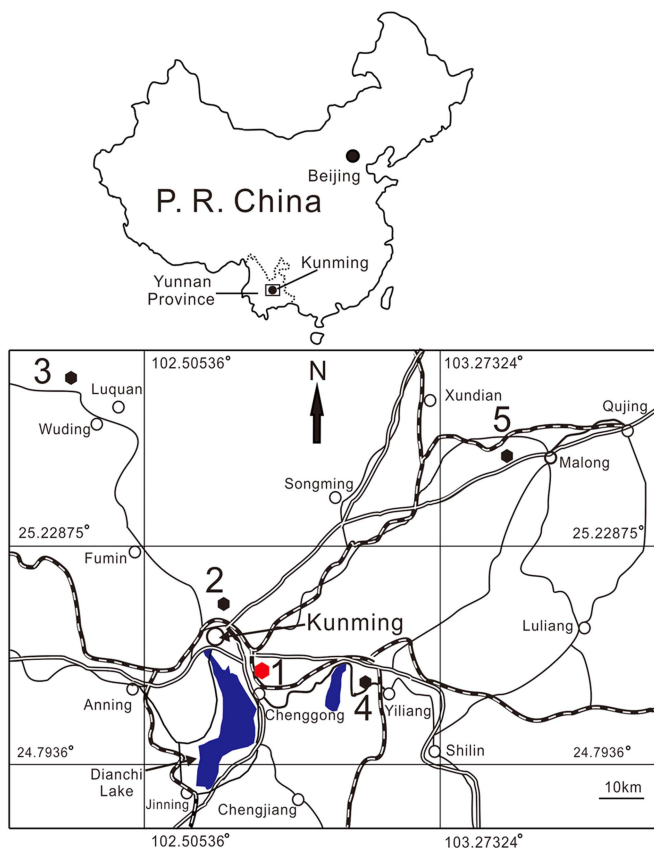 Beijing
P. R. China
Kunming
Yunnan
Province
102.50536°
103.27324°
3
N
Luquan
Xundian
Qujing
Wuding
5
Malong
Songming
25.22875°
25.22875°
Fumin
2
Kunming
Luliang
1
Anning
Chenggong
4
Yiliang
24.7936°
24.7936°
Shilin
Dianchi
Lake
10km
Jinning
Chengjiang
102.50536°
103.27324°